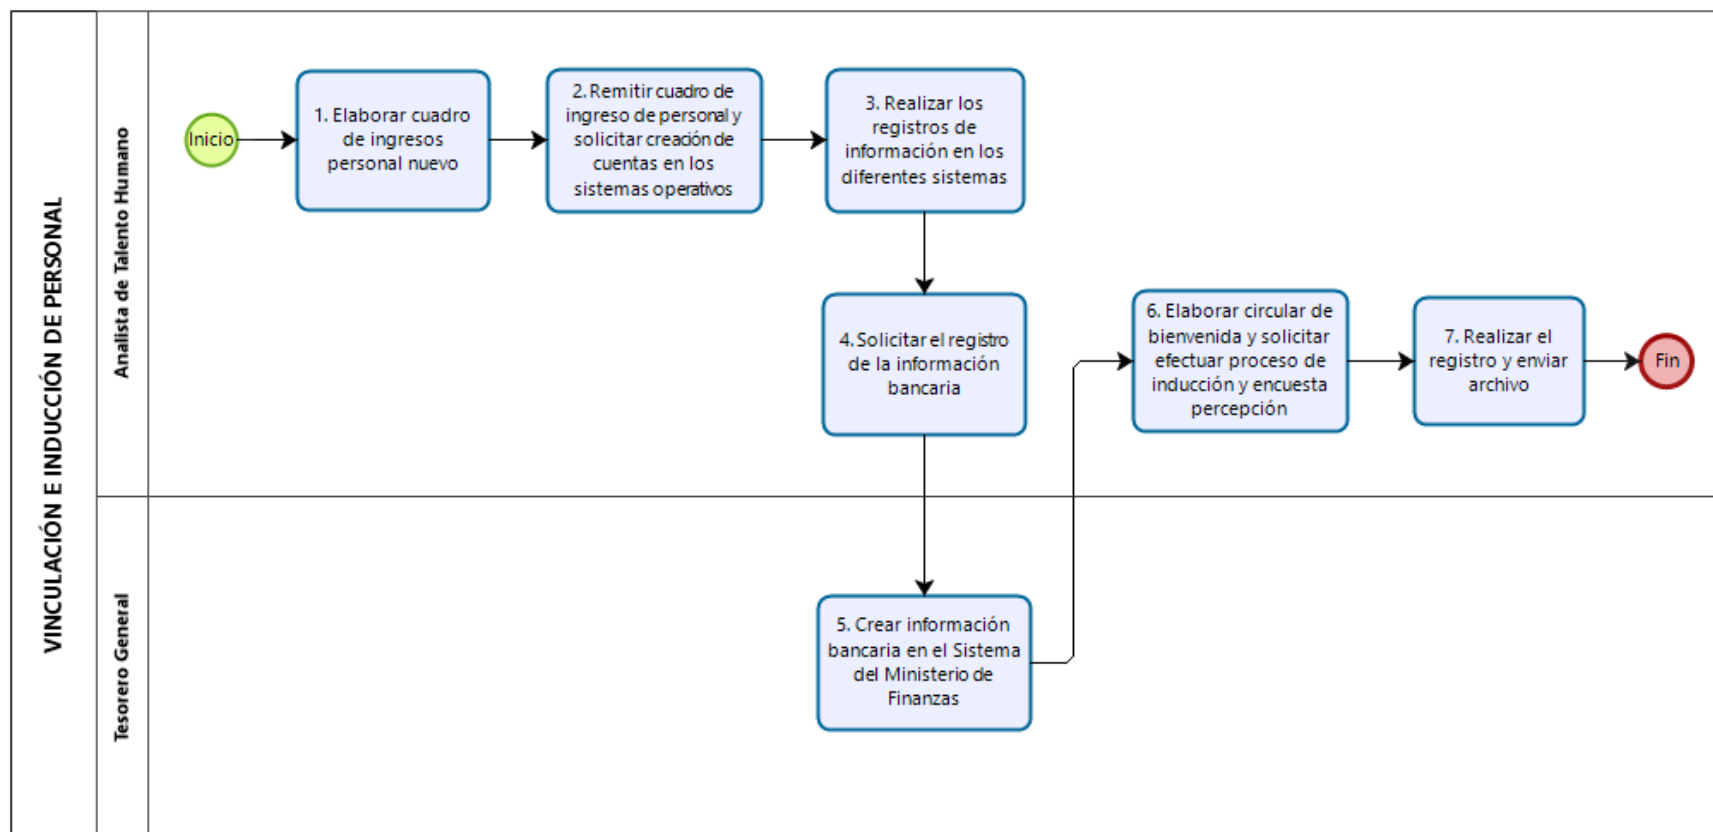 VINCULACIÓN E INDUCCIÓN DE PERSONAL
Analista de Talento Humano
Inicio
1. Elaborar cuadro
de ingresos
personal nuevo
2. Remitir cuadro de
ingreso de personal y
solicitar creación de
cuentas en los
sistemas operativos
3. Realizar los
registros de
información en los
diferentes sistemas
4. Solicitar el registro
de la información
bancaria
6. Elaborar circular de
bienvenida y solicitar
efectuar proceso de
inducción y encuesta
percepción
7. Realizar el
registro y enviar
archivo
Fin
Tesorero General
5. Crear información
bancaria en el Sistema
del Ministerio de
Finanzas